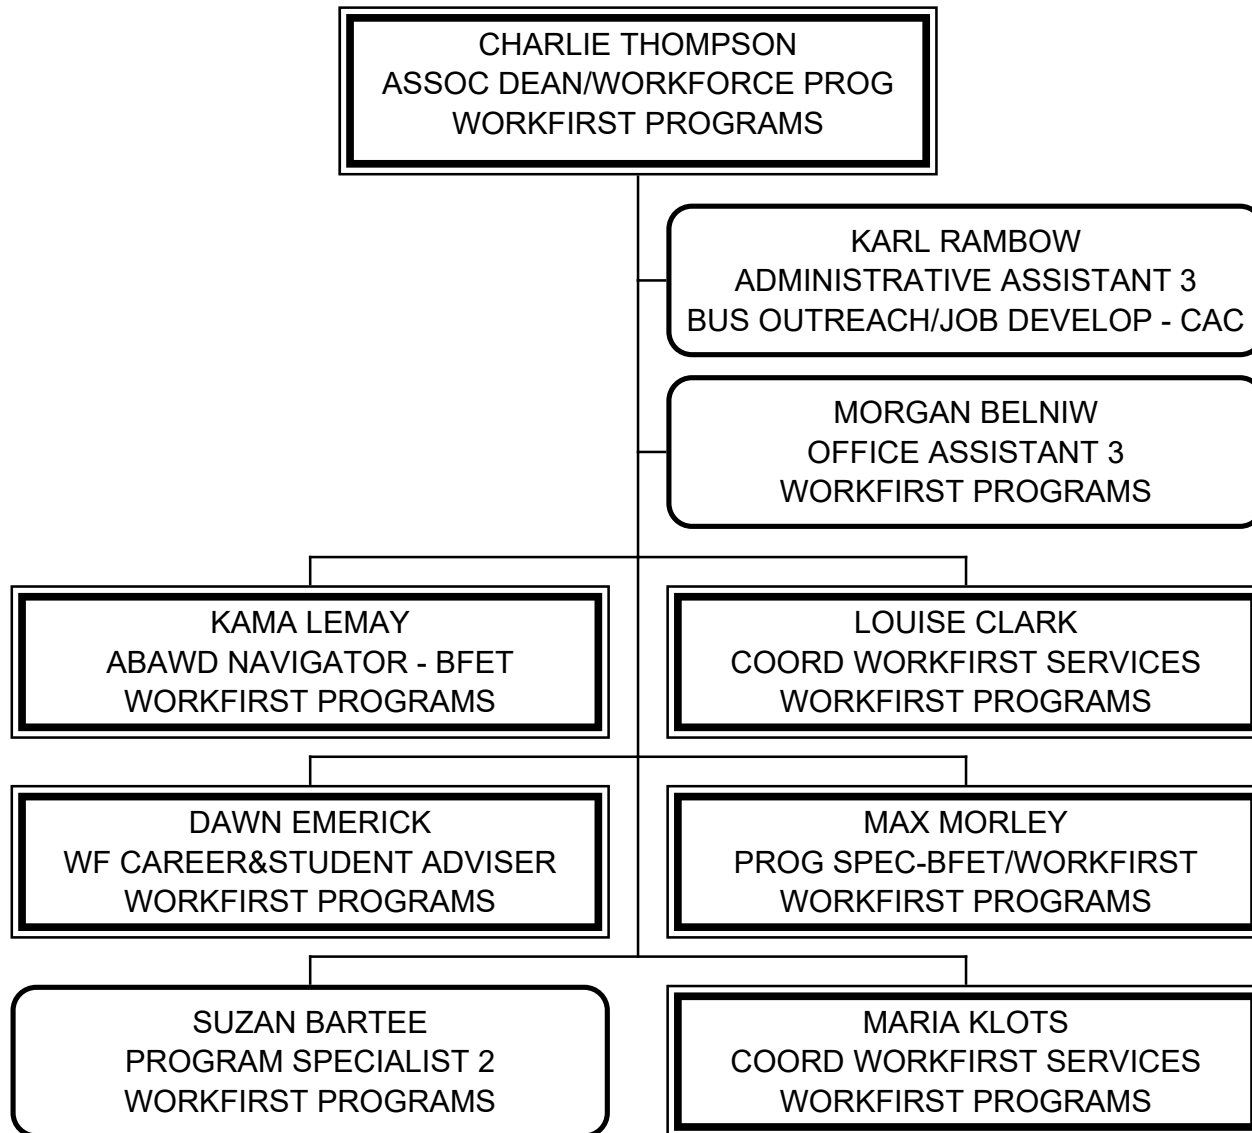 CHARLIE THOMPSON
ASSOC DEAN/WORKFORCE PROG
WORKFIRST PROGRAMS
KARL RAMBOW
ADMINISTRATIVE ASSISTANT 3
BUS OUTREACH/JOB DEVELOP - CAC
MORGAN BELNIW
OFFICE ASSISTANT 3
WORKFIRST PROGRAMS
KAMA LEMAY
ABAWD NAVIGATOR - BFET
WORKFIRST PROGRAMS
LOUISE CLARK
COORD WORKFIRST SERVICES
WORKFIRST PROGRAMS
DAWN EMERICK
WF CAREER&STUDENT ADVISER
WORKFIRST PROGRAMS
MAX MORLEY
PROG SPEC-BFET/WORKFIRST
WORKFIRST PROGRAMS
SUZAN BARTEE
PROGRAM SPECIALIST 2
WORKFIRST PROGRAMS
MARIA KLOTS
COORD WORKFIRST SERVICES
WORKFIRST PROGRAMS